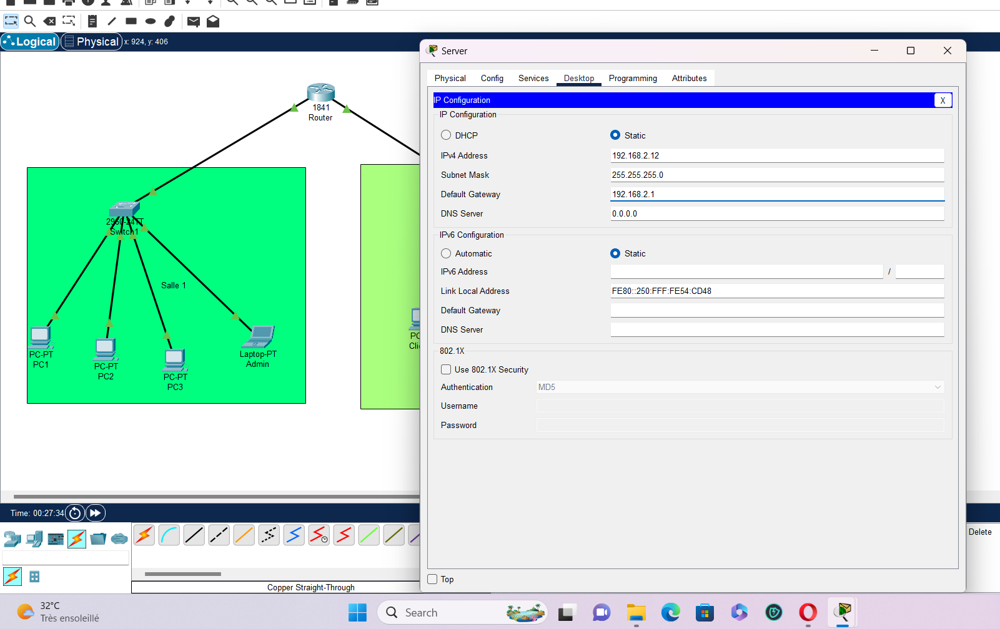 Logical
Physical
x: 924, y: 406
1841
Router
2960-24TT
Switch1
Salle 1
PC-PT
PC1
PC-PT
PC2
PC-PT
PC3
Laptop-PT
Admin
PC
Clie
Server
Physical
Config
Services
Desktop
Programming
Attributes
IP Configuration
X
IP Configuration
DHCP
Static
IPv4 Address
192.168.2.12
Subnet Mask
255.255.255.0
Default Gateway
192.168.2.1
DNS Server
0.0.0.0
IPv6 Configuration
Automatic
Static
IPv6 Address
/
Link Local Address
FE80::250:FFF:FE54:CD48
Default Gateway
DNS Server
802.1X
Use 802.1X Security
Authentication
MD5
Username
Password
Top
Time: 00:27:34
Copper Straight-Through
Delete
32°C
Très ensoleillé
Search